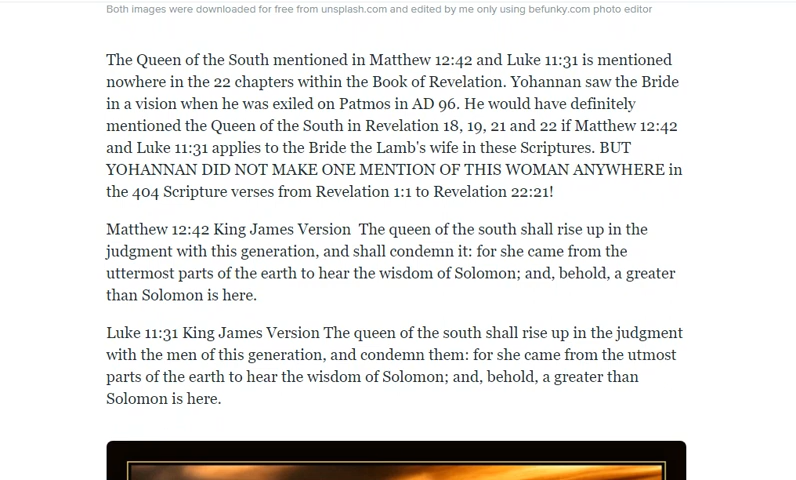 Both images were downloaded for free from unsplash.com and edited by me only using befunky.com photo editor
The Queen of the South mentioned in Matthew 12:42 and Luke 11:31 is mentioned
nowhere in the 22 chapters within the Book of Revelation. Yohannan saw the Bride
in a vision when he was exiled on Patmos in AD 96. He would have definitely
mentioned the Queen of the South in Revelation 18, 19, 21 and 22 if Matthew 12:42
and Luke 11:31 applies to the Bride the Lamb's wife in these Scriptures. BUT
YOHANNAN DID NOT MAKE ONE MENTION OF THIS WOMAN ANYWHERE in
the 404 Scripture verses from Revelation 1:1 to Revelation 22:21!
Matthew 12:42 King James Version  The queen of the south shall rise up in the
judgment with this generation, and shall condemn it: for she came from the
uttermost parts of the earth to hear the wisdom of Solomon; and, behold, a greater
than Solomon is here.
Luke 11:31 King James Version The queen of the south shall rise up in the judgment
with the men of this generation, and condemn them: for she came from the utmost
parts of the earth to hear the wisdom of Solomon; and, behold, a greater than
Solomon is here.